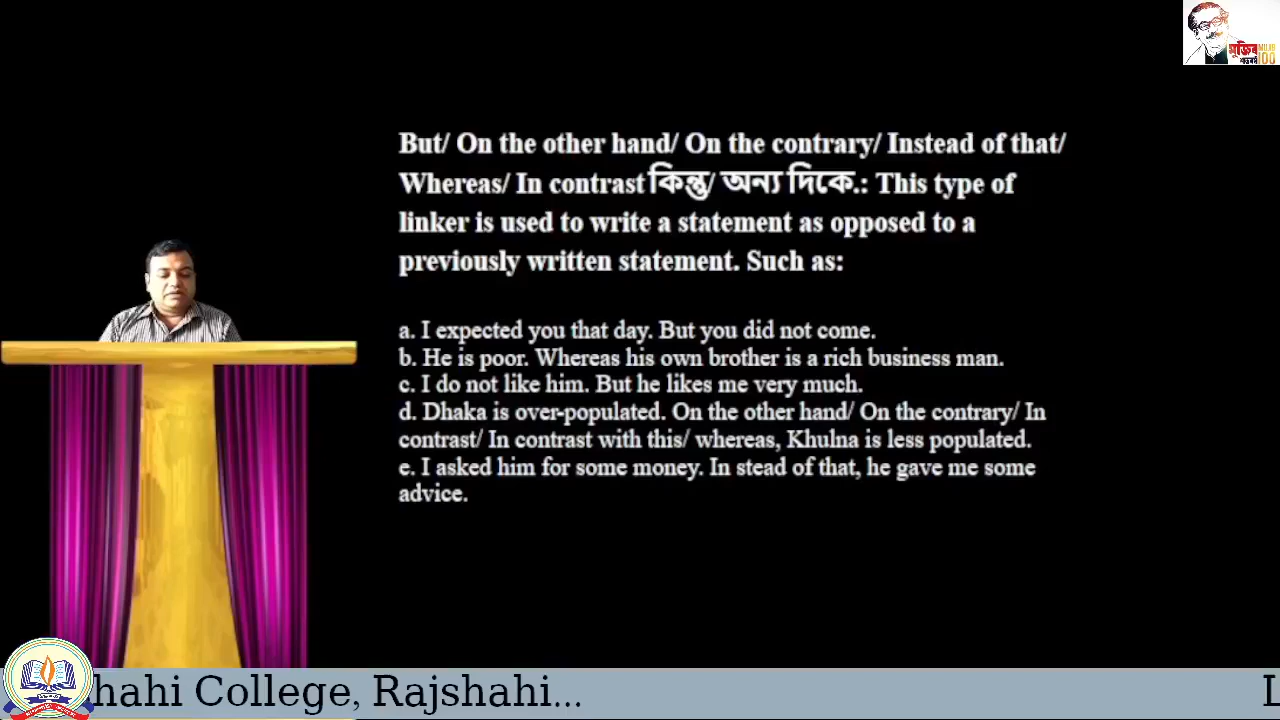 মুজিব MUJIB
শতবর্ষ 100
But/ On the other hand/ On the contrary/ Instead of that/
Whereas/ In contrast কিন্তু/ অন্য দিকে.: This type of
linker is used to write a statement as opposed to a
previously written statement. Such as:
a. I expected you that day. But you did not come.
b. He is poor. Whereas his own brother is a rich business man.
c. I do not like him. But he likes me very much.
d. Dhaka is over-populated. On the other hand/ On the contrary/ In
contrast/ In contrast with this/ whereas, Khulna is less populated.
e. I asked him for some money. In stead of that, he gave me some
advice.
hahi College, Rajshahi... L